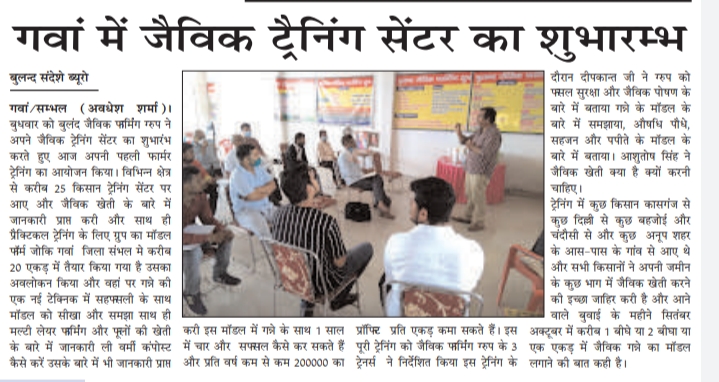 गवां में जैविक ट्रैनिंग सेंटर का शुभारम्भ
बुलन्द संदेशे ब्यूरो
गवां/सम्भल (अवधेश शर्मा)।
बुधवार को बुलंद जैविक फार्मिंग ग्रुप ने
अपने जैविक ट्रेनिंग सेंटर का शुभारंभ
करते हुए आज अपनी पहली फार्मर
ट्रेनिंग का आयोजन किया। विभिन्न क्षेत्र
से करीब 25 किसान ट्रेनिंग सेंटर पर
आए और जैविक खेती के बारे में
जानकारी प्राप्त करी और साथ ही
प्रैक्टिकल ट्रेनिंग के लिए ग्रुप का मॉडल
फॉर्म जोकि गवां जिला संभल मे करीब
20 एकड़ में तैयार किया गया है उसका
अवलोकन किया और वहां पर गन्ने की
एक नई टेक्निक में सहफसली के साथ
मॉडल को सीखा और समझा साथ ही
मल्टी लेयर फार्मिंग और फूलों की खेती
के बारे में जानकारी ली वर्मी कंपोस्ट
कैसे करें उसके बारे में भी जानकारी प्राप्त
करी इस मॉडल में गन्ने के साथ 1 साल
में चार और सफ्सल कैसे कर सकते हैं
और प्रति वर्ष कम से कम 200000 का
प्रॉफिट प्रति एकड़ कमा सकते हैं। इस
पूरी ट्रेनिंग को जैविक फार्मिंग ग्रुप के 3
ट्रेनर्स ने निर्देशित किया इस ट्रेनिंग के
दौरान दीपकान्त जी ने ग्रुप को
फ्सल सुरक्षा और जैविक पोषण के
बारे में बताया गन्ने के मॉडल के
बारे में समझाया, औषधि पौधे,
सहजन और पपीते के मॉडल के
बारे में बताया। आशुतोष सिंह ने
जैविक खेती क्या है क्यों करनी
चाहिए।
ट्रेनिंग में कुछ किसान कासगंज से
कुछ दिल्ली से कुछ बहजोई और
चंदौसी से और कुछ अनूप शहर
के आस-पास के गांव से आए थे
और सभी किसानों ने अपनी जमीन
के कुछ भाग में जैविक खेती करने
की इच्छा जाहिर करी है और आने
वाले बुवाई के महीने सितंबर
अक्टूबर में करीब 1 बीघे या 2 बीघा या
एक एकड़ में जैविक गन्ने का मॉडल
लगाने की बात कही है।